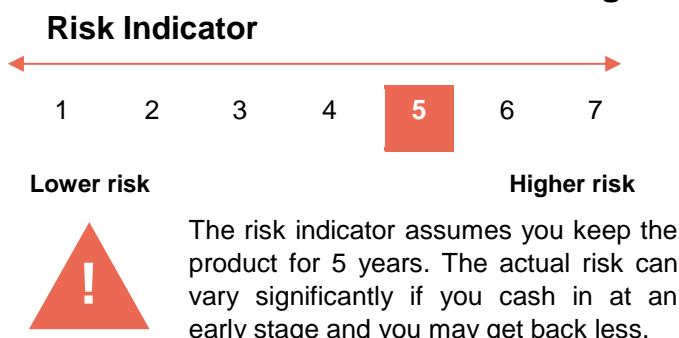 Risk Indicator
1 2 3 4 5 6 7
Lower risk Higher risk
! The risk indicator assumes you keep the
product for 5 years. The actual risk can
vary significantly if you cash in at an
early stage and you may get back less.